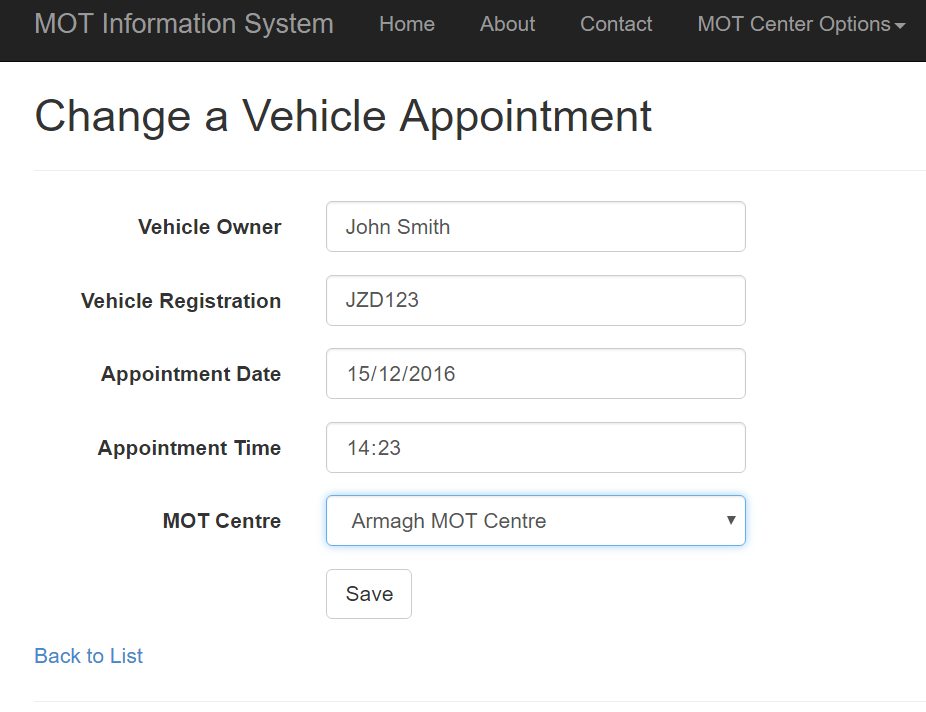 MOT Information System Home About Contact MOT Center Options
Change a Vehicle Appointment
Vehicle Owner John Smith
Vehicle Registration JZD123
Appointment Date 15/12/2016
Appointment Time 14:23
MOT Centre Armagh MOT Centre
Save
Back to List